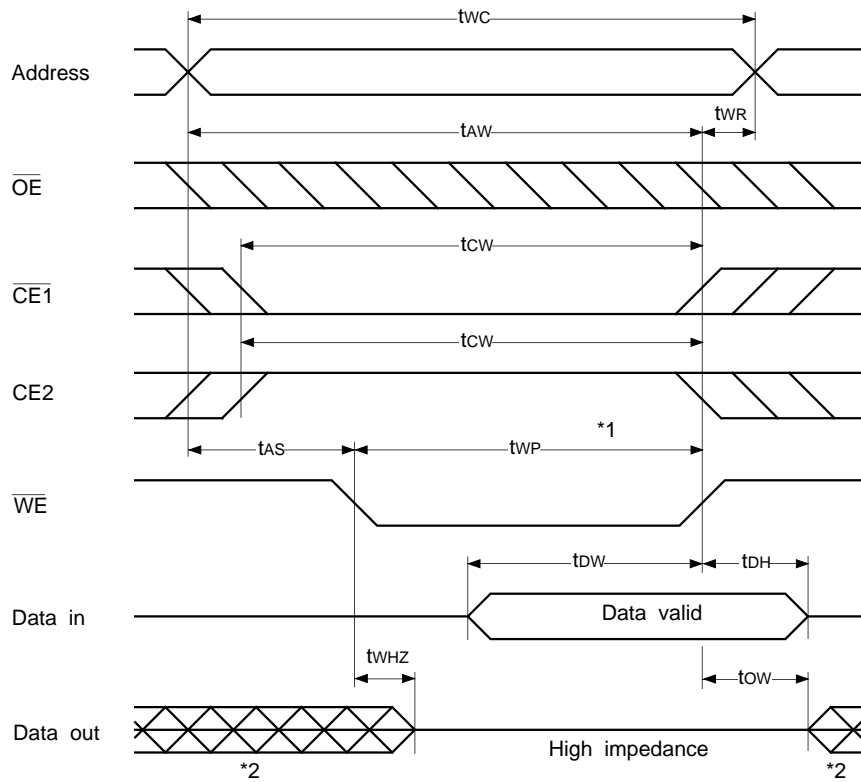 tWC
Address
tAW
tWR
OE
tCW
CE1
tCW
CE2
tAS
tWP
*1
WE
tDW
tDH
Data in
Data valid
tWHZ
tOW
Data out
High impedance
*2
*2